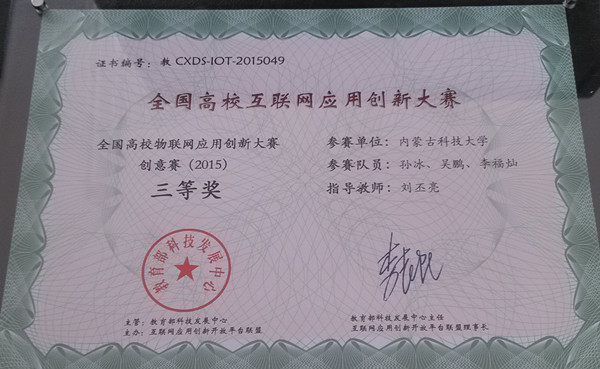 证书编号：教 CXDS-IOT-2015049
全国高校互联网应用创新大赛
全国高校物联网应用创新大赛
创意赛（2015）
三等奖
参赛单位：内蒙古科技大学
参赛队员：孙冰、吴鹏、李福灿
指导教师：刘丕亮
教育部科技发展中心
主管：教育部科技发展中心
主办：互联网应用创新开放平台联盟
教育部科技发展中心主任
互联网应用创新开放平台联盟理事长